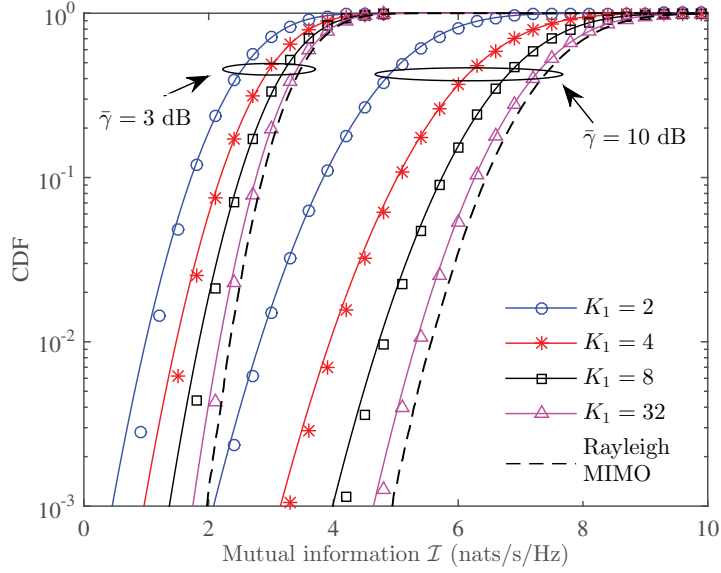 10^0
10^{-1}
10^{-2}
10^{-3}
CDF
γ̄ = 3 dB
γ̄ = 10 dB
K_1 = 2
K_1 = 4
K_1 = 8
K_1 = 32
Rayleigh
MIMO
0 2 4 6 8 10
Mutual information ℐ (nats/s/Hz)